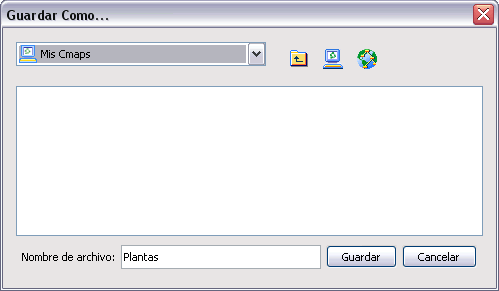 Guardar Como...
Mis Cmaps
Nombre de archivo: Plantas Guardar Cancelar